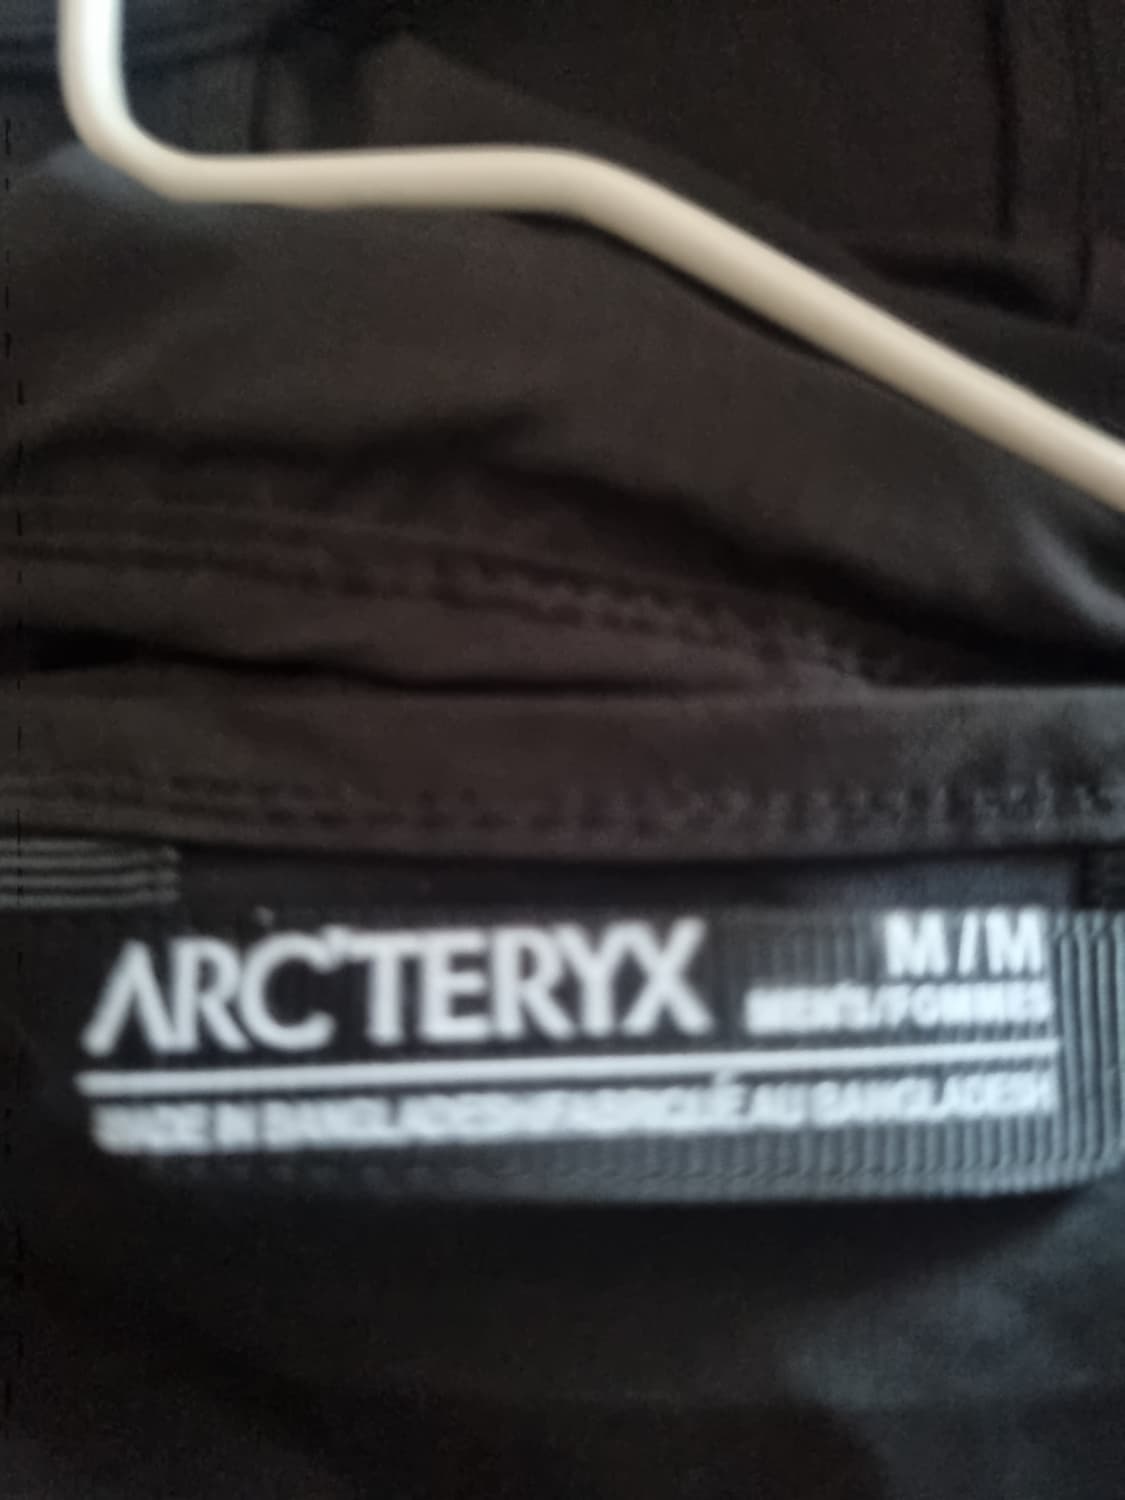 ARC'TERYX
M/M
MEN'S/HOMMES
MADE IN BANGLADESH/FABRIQUÉ AU BANGLADESH